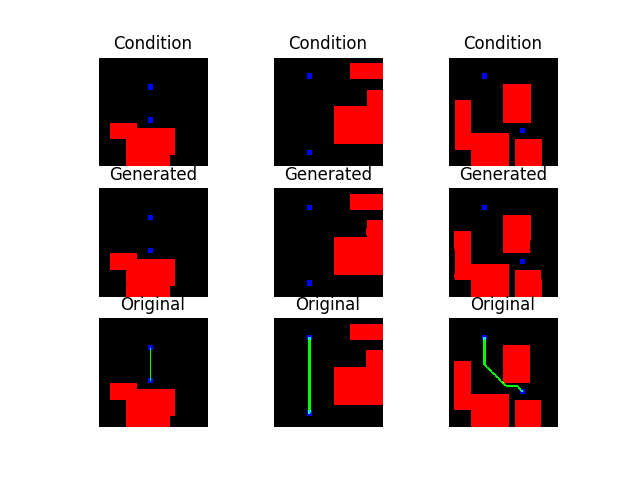 Condition Condition Condition
Generated Generated Generated
Original Original Original